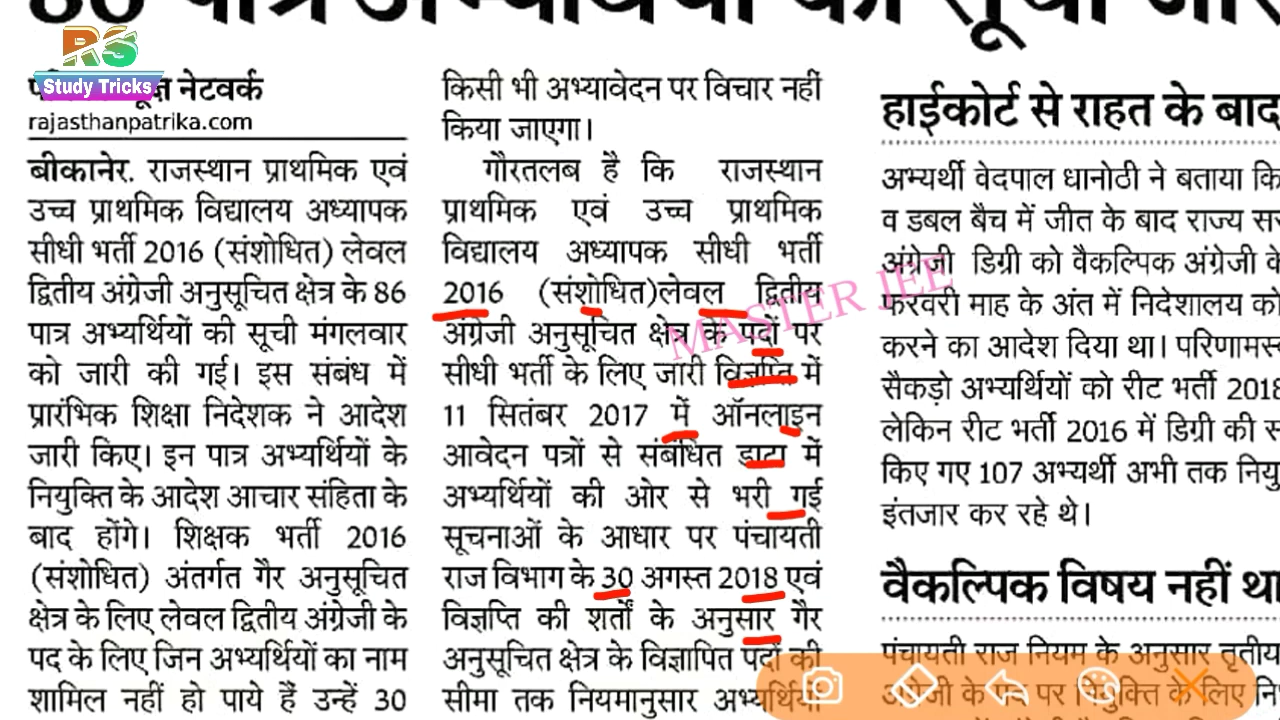 86 पात्र अभ्यर्थियों की सूची जारी
RS
Study Tricks
नेटवर्क
rajasthanpatrika.com
बीकानेर. राजस्थान प्राथमिक एवं
उच्च प्राथमिक विद्यालय अध्यापक
सीधी भर्ती 2016 (संशोधित) लेवल
द्वितीय अंग्रेजी अनुसूचित क्षेत्र के 86
पात्र अभ्यर्थियों की सूची मंगलवार
को जारी की गई। इस संबंध में
प्रारंभिक शिक्षा निदेशक ने आदेश
जारी किए। इन पात्र अभ्यर्थियों के
नियुक्ति के आदेश आचार संहिता के
बाद होंगे। शिक्षक भर्ती 2016
(संशोधित) अंतर्गत गैर अनुसूचित
क्षेत्र के लिए लेवल द्वितीय अंग्रेजी के
पद के लिए जिन अभ्यर्थियों का नाम
शामिल नहीं हो पाये हैं उन्हें 30
किसी भी अभ्यावेदन पर विचार नहीं
किया जाएगा।
गौरतलब है कि राजस्थान
प्राथमिक एवं उच्च प्राथमिक
विद्यालय अध्यापक सीधी भर्ती
2016 (संशोधित)लेवल द्वितीय
अंग्रेजी अनुसूचित क्षेत्र के पदों पर
सीधी भर्ती के लिए जारी विज्ञप्ति में
11 सितंबर 2017 में ऑनलाइन
आवेदन पत्रों से संबंधित डाटा में
अभ्यर्थियों की ओर से भरी गई
सूचनाओं के आधार पर पंचायती
राज विभाग के 30 अगस्त 2018 एवं
विज्ञप्ति की शर्तों के अनुसार गैर
अनुसूचित क्षेत्र के विज्ञापित पदों की
सीमा तक नियमानुसार अभ्यर्थियों
MASTER JEE
हाईकोर्ट से राहत के बाद
अभ्यर्थी वेदपाल धानोठी ने बताया कि
व डबल बैच में जीत के बाद राज्य
अंग्रेजी डिग्री को वैकल्पिक अंग्रेजी के
फरवरी माह के अंत में निदेशालय को
करने का आदेश दिया था।
सैकड़ो अभ्यर्थियों को रीट भर्ती 2018
लेकिन रीट भर्ती 2016 में डिग्री की
किए गए 107 अभ्यर्थी अभी तक
इंतजार कर रहे थे।
वैकल्पिक विषय नहीं था
पंचायती राज नियम के अनुसार तृतीय
अंग्रेजी के पद पर नियुक्ति के लिए